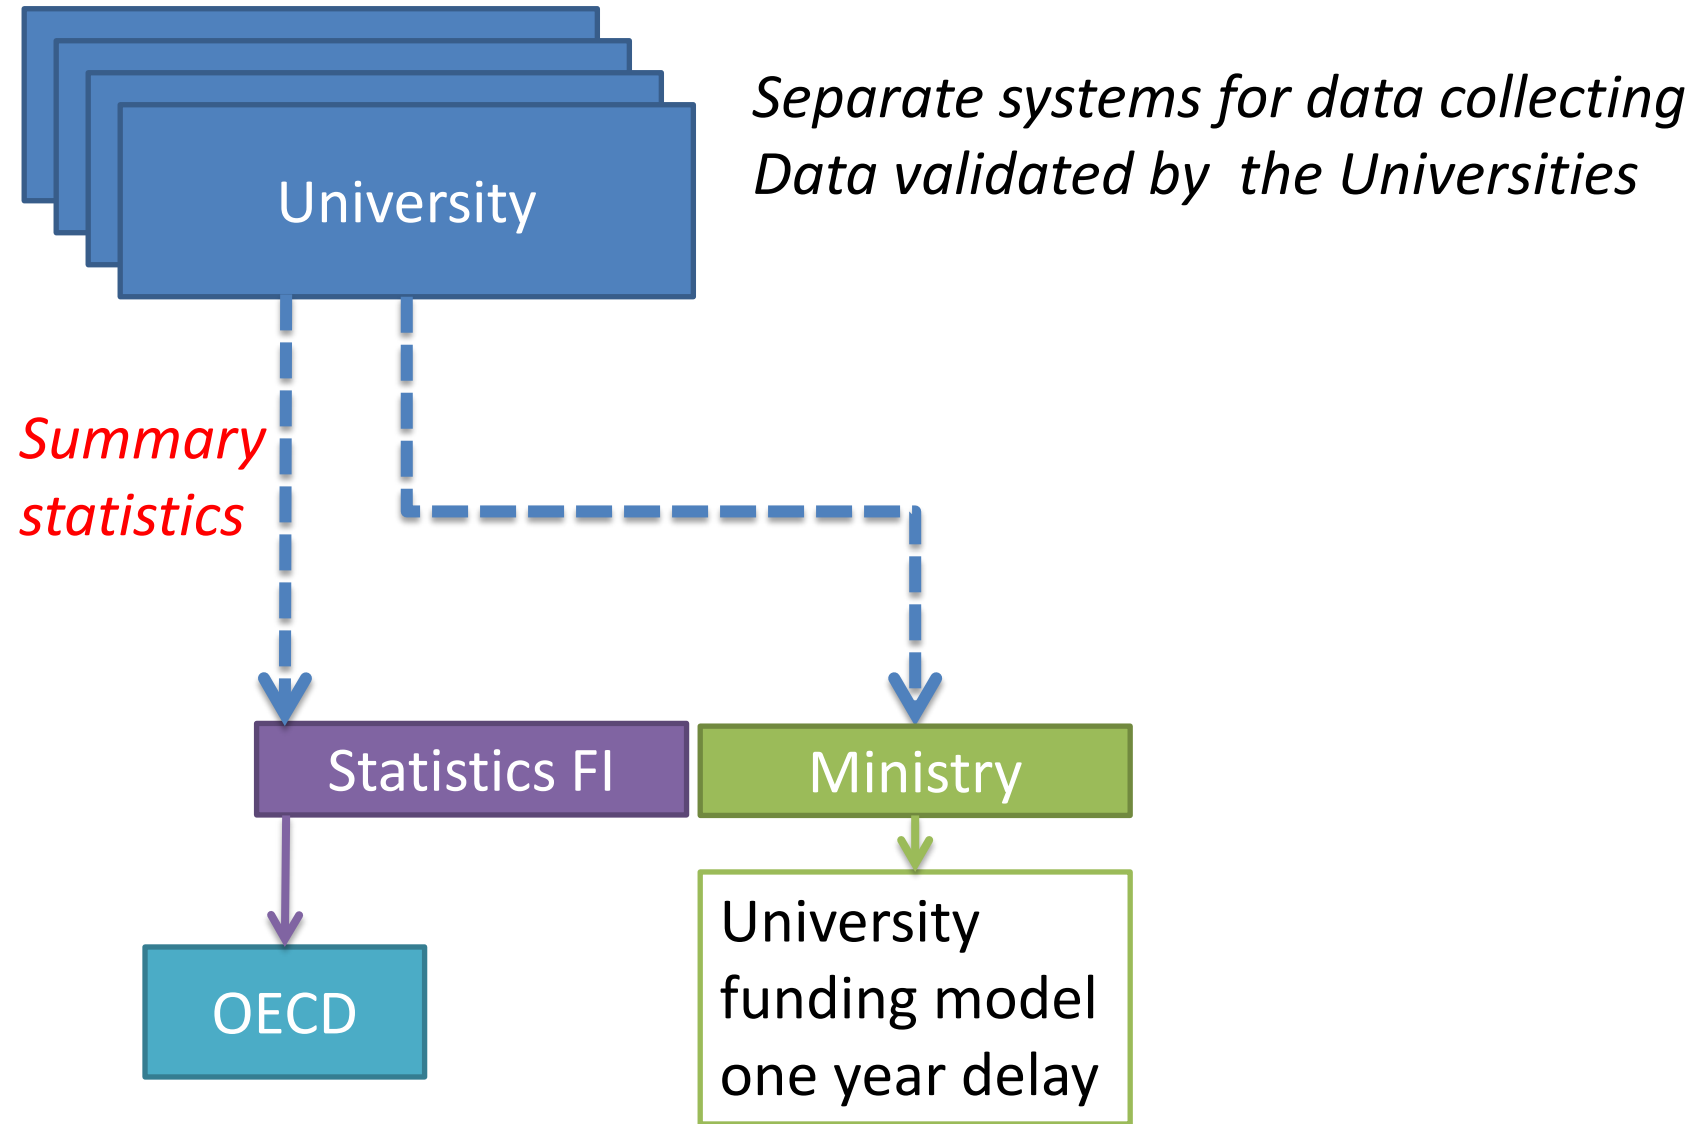 Separate systems for data collecting
Data validated by the Universities
University
Summary
statistics
Statistics FI
Ministry
University
funding model
one year delay
OECD